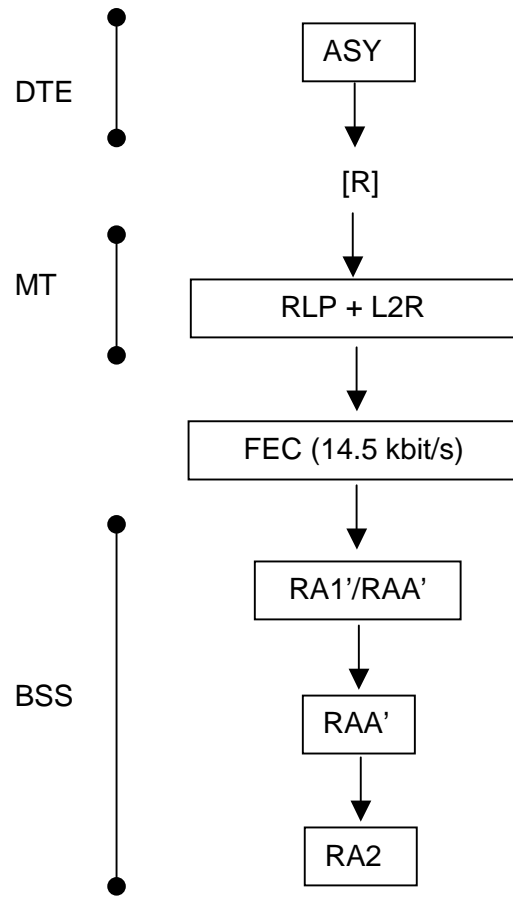 ASY
DTE
[R]
MT
RLP + L2R
FEC (14.5 kbit/s)
RA1’/RAA’
BSS
RAA’
RA2